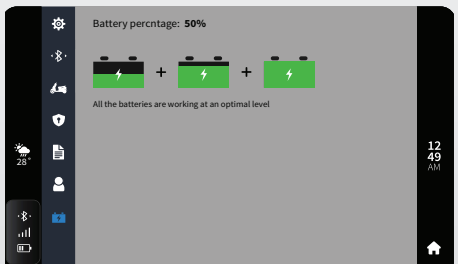 Battery percntage: 50%
All the batteries are working at an optimal level
28°
12
49
AM